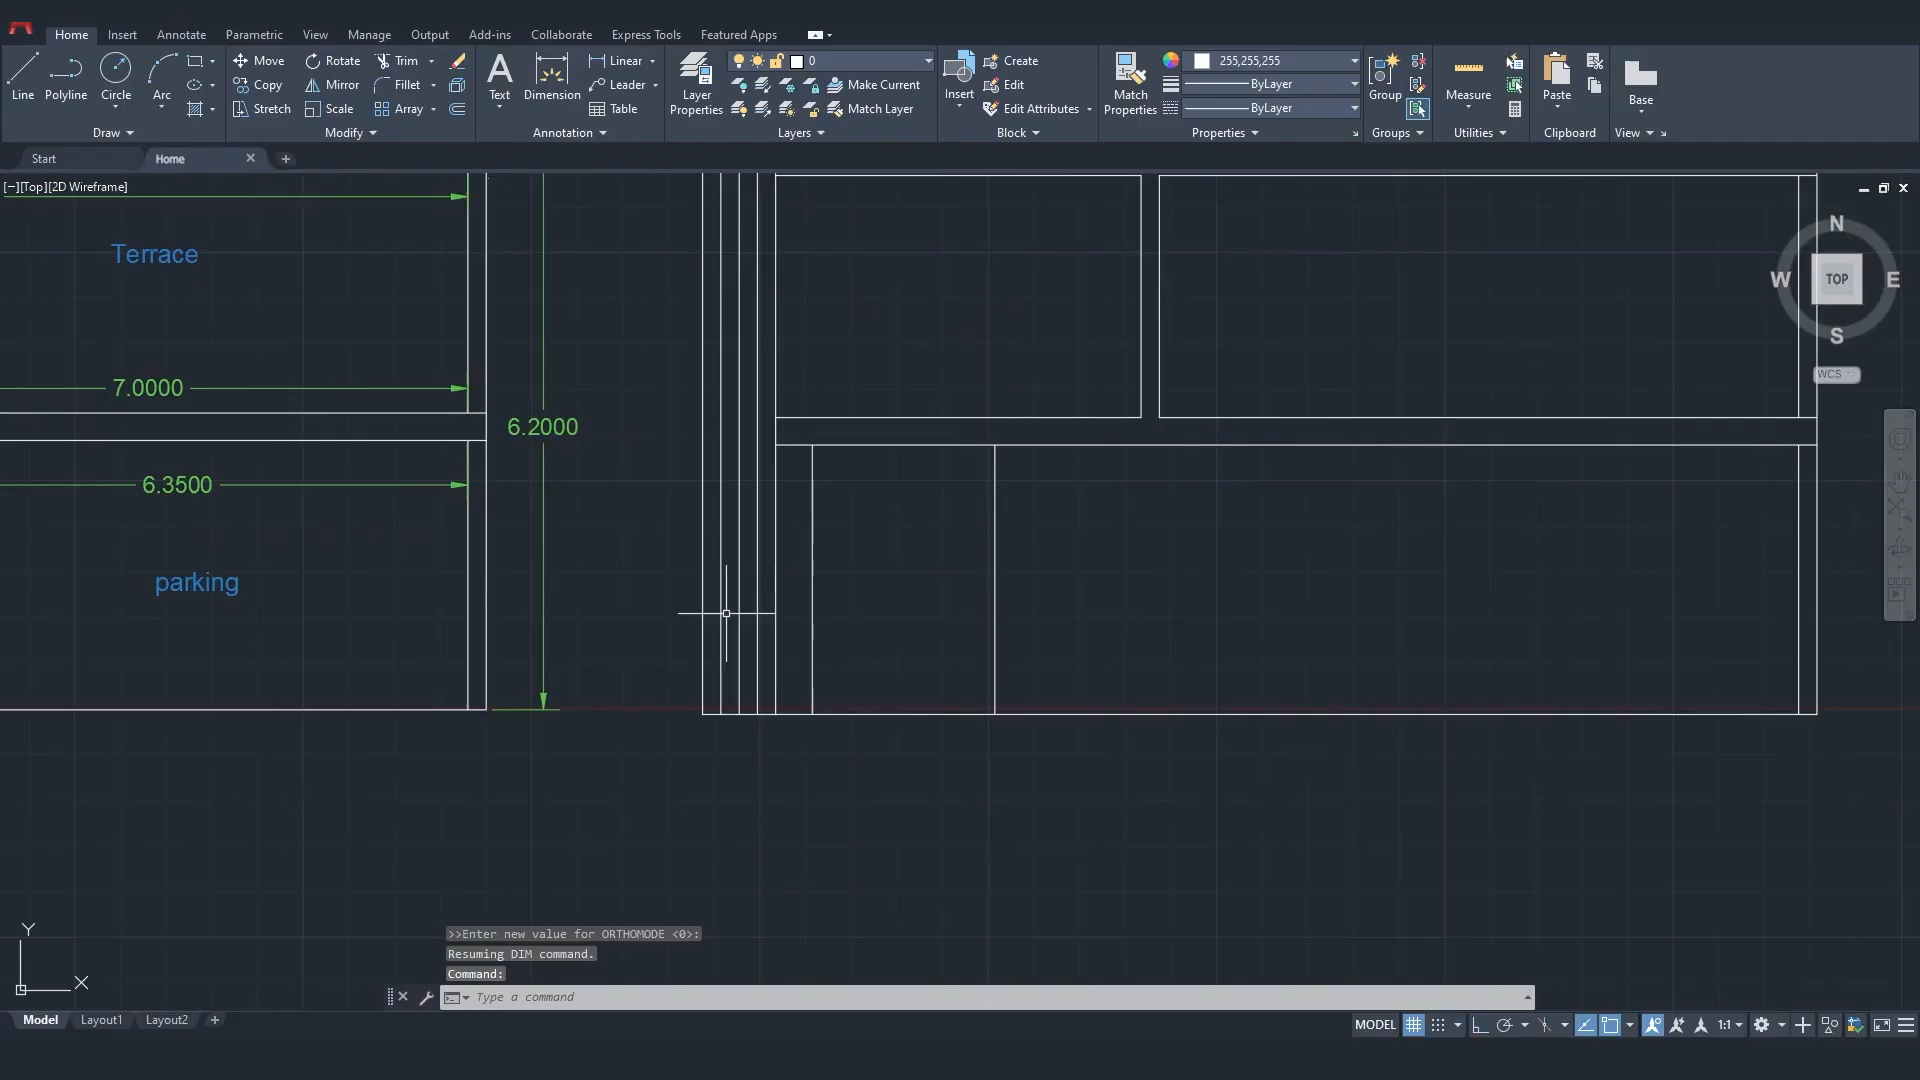 Home Insert Annotate Parametric View Manage Output Add-ins Collaborate Express Tools Featured Apps
Line Polyline Circle Arc
Move Rotate Trim
Copy Mirror Fillet
Stretch Scale Array
Draw Modify
Text Dimension
Linear
Leader
Table
Annotation
Layer Properties
0
Make Current
Match Layer
Layers
Insert
Create
Edit
Edit Attributes
Block
Match Properties
255,255,255
ByLayer
ByLayer
Properties
Group
Groups
Measure
Utilities
Paste
Clipboard
Base
View
Start Home
[−][Top][2D Wireframe]
N
W TOP E
S
WCS
Terrace
7.0000
6.2000
6.3500
parking
Y
X
>>Enter new value for ORTHOMODE <0>:
Resuming DIM command.
Command:
Type a command
Model Layout1 Layout2
MODEL 1:1